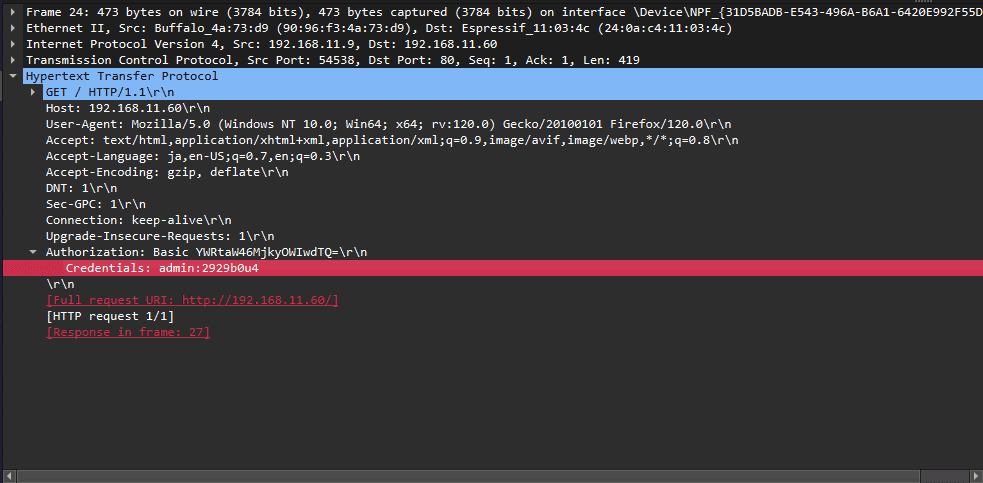 Frame 24: 473 bytes on wire (3784 bits), 473 bytes captured (3784 bits) on interface \Device\NPF_{31D5BADB-E543-496A-B6A1-6420E992F55D
Ethernet II, Src: Buffalo_4a:73:d9 (90:96:f3:4a:73:d9), Dst: Espressif_11:03:4c (24:0a:c4:11:03:4c)
Internet Protocol Version 4, Src: 192.168.11.9, Dst: 192.168.11.60
Transmission Control Protocol, Src Port: 54538, Dst Port: 80, Seq: 1, Ack: 1, Len: 419
Hypertext Transfer Protocol
GET / HTTP/1.1\r\n
Host: 192.168.11.60\r\n
User-Agent: Mozilla/5.0 (Windows NT 10.0; Win64; x64; rv:120.0) Gecko/20100101 Firefox/120.0\r\n
Accept: text/html,application/xhtml+xml,application/xml;q=0.9,image/avif,image/webp,*/*;q=0.8\r\n
Accept-Language: ja,en-US;q=0.7,en;q=0.3\r\n
Accept-Encoding: gzip, deflate\r\n
DNT: 1\r\n
Sec-GPC: 1\r\n
Connection: keep-alive\r\n
Upgrade-Insecure-Requests: 1\r\n
Authorization: Basic YWRtaW46MjkyOWIwdTQ=\r\n
Credentials: admin:2929b0u4
\r\n
[Full request URI: http://192.168.11.60/]
[HTTP request 1/1]
[Response in frame: 27]